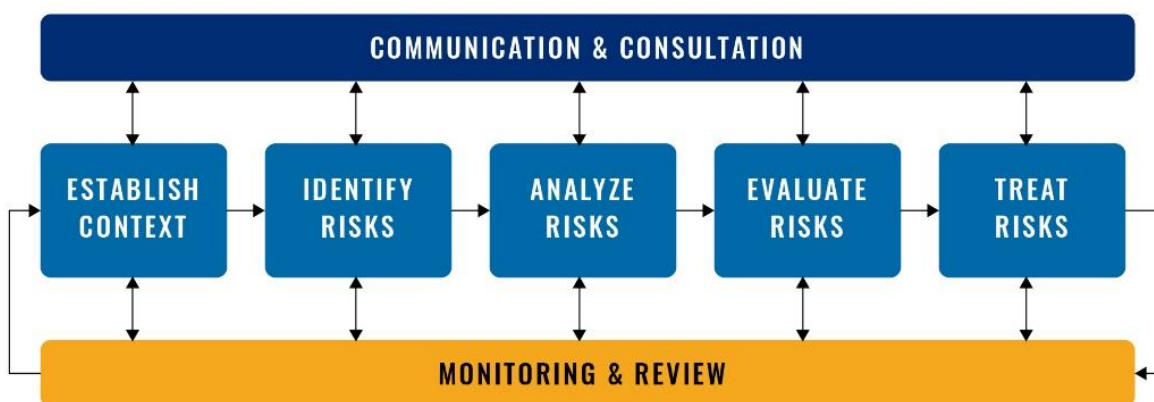 COMMUNICATION & CONSULTATION
ESTABLISH
CONTEXT
IDENTIFY
RISKS
ANALYZE
RISKS
EVALUATE
RISKS
TREAT
RISKS
MONITORING & REVIEW